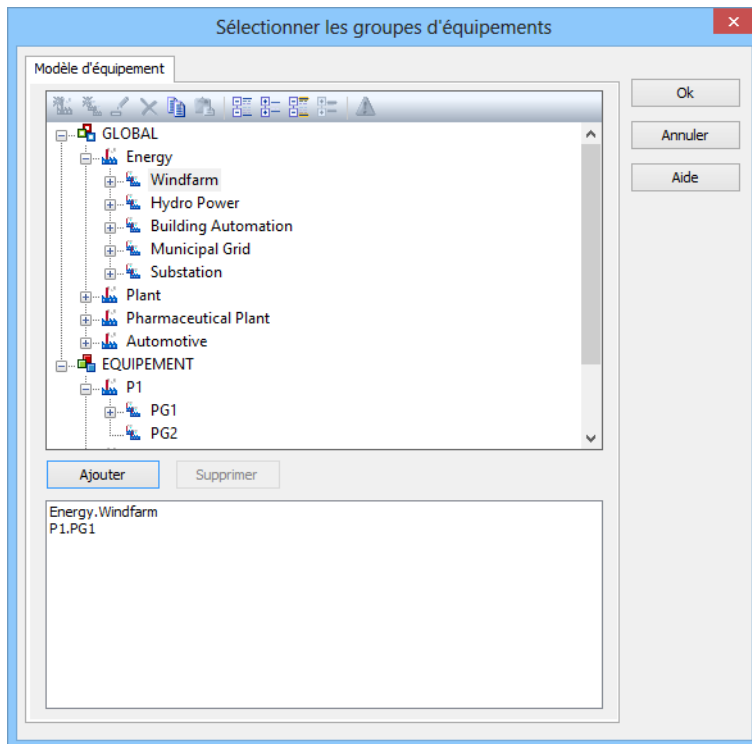 Sélectionner les groupes d'équipements
Modèle d'équipement
Ok
Annuler
Aide
GLOBAL
Energy
Windfarm
Hydro Power
Building Automation
Municipal Grid
Substation
Plant
Pharmaceutical Plant
Automotive
EQUIPEMENT
P1
PG1
PG2
Ajouter
Supprimer
Energy.Windfarm
P1.PG1